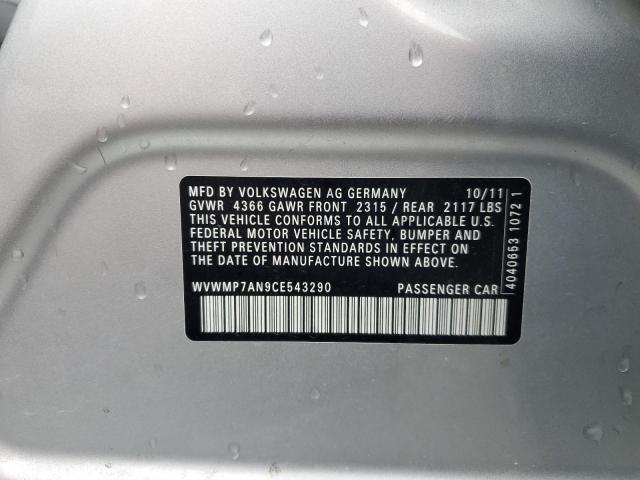 MFD BY VOLKSWAGEN AG GERMANY 10/11
GVWR 4366 GAWR FRONT 2315 / REAR 2117 LBS
THIS VEHICLE CONFORMS TO ALL APPLICABLE U.S.
FEDERAL MOTOR VEHICLE SAFETY, BUMPER AND
THEFT PREVENTION STANDARDS IN EFFECT ON
THE DATE OF MANUFACTURE SHOWN ABOVE.
WVWMP7AN9CE543290 PASSENGER CAR
4040653 1072 1